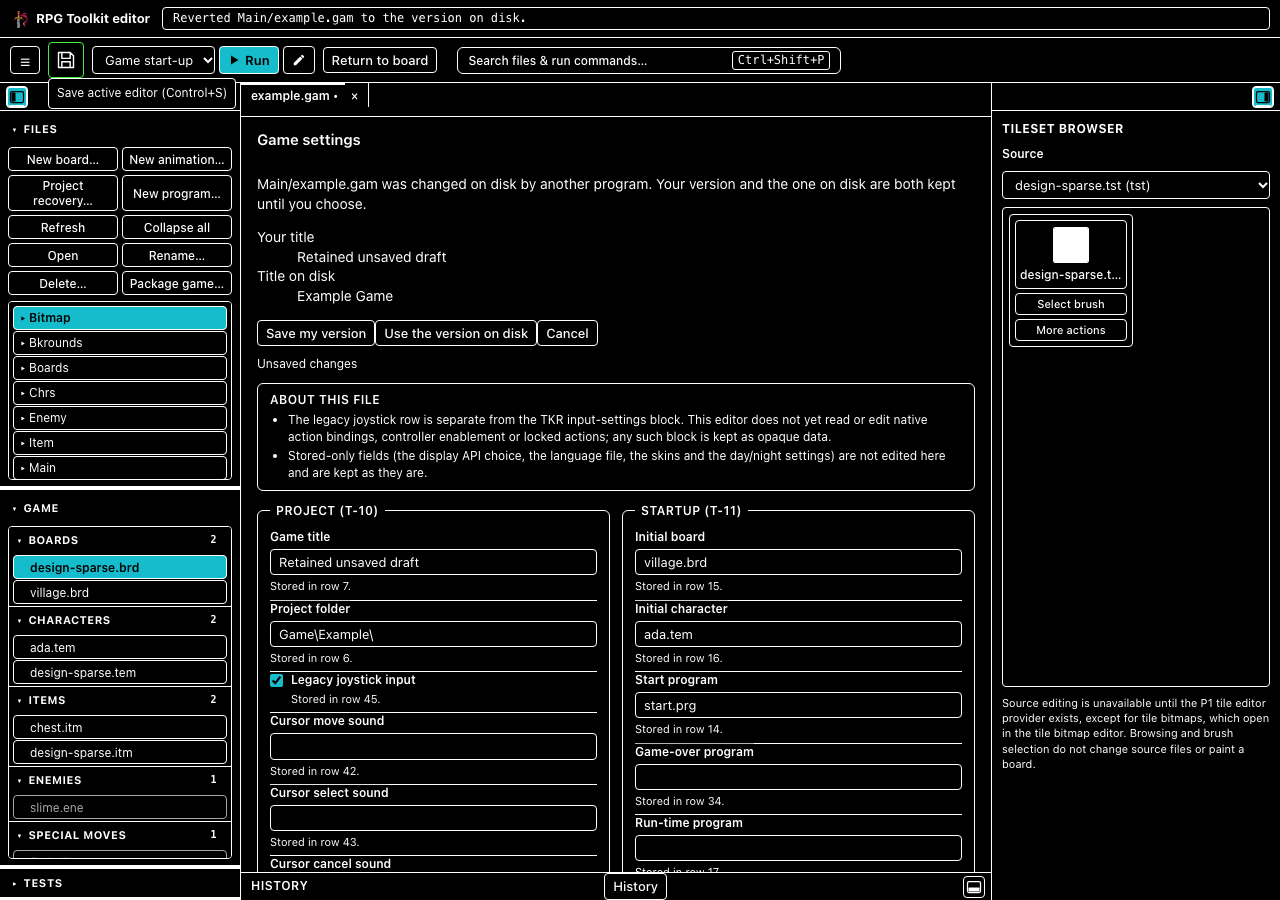 RPG Toolkit editor
Reverted Main/example.gam to the version on disk.
Game start-up
Run
Return to board
Search files & run commands...
Ctrl+Shift+P
Save active editor (Control+S)
example.gam •
×
FILES
New board...
New animation...
Project recovery...
New program...
Refresh
Collapse all
Open
Rename...
Delete...
Package game...
Bitmap
Bkrounds
Boards
Chrs
Enemy
Item
Main
GAME
BOARDS 2
design-sparse.brd
village.brd
CHARACTERS 2
ada.tem
design-sparse.tem
ITEMS 2
chest.itm
design-sparse.itm
ENEMIES 1
slime.ene
SPECIAL MOVES 1
TESTS
Game settings
Main/example.gam was changed on disk by another program. Your version and the one on disk are both kept
until you choose.
Your title
Retained unsaved draft
Title on disk
Example Game
Save my version
Use the version on disk
Cancel
Unsaved changes
ABOUT THIS FILE
• The legacy joystick row is separate from the TKR input-settings block. This editor does not yet read or edit native
action bindings, controller enablement or locked actions; any such block is kept as opaque data.
• Stored-only fields (the display API choice, the language file, the skins and the day/night settings) are not edited here
and are kept as they are.
PROJECT (T-10)
Game title
Retained unsaved draft
Stored in row 7.
Project folder
Game\Example\
Stored in row 6.
Legacy joystick input
Stored in row 45.
Cursor move sound
Stored in row 42.
Cursor select sound
Stored in row 43.
Cursor cancel sound
STARTUP (T-11)
Initial board
village.brd
Stored in row 15.
Initial character
ada.tem
Stored in row 16.
Start program
start.prg
Stored in row 14.
Game-over program
Stored in row 34.
Run-time program
Stored in row 17.
HISTORY
History
TILESET BROWSER
Source
design-sparse.tst (tst)
design-sparse.t...
Select brush
More actions
Source editing is unavailable until the P1 tile editor
provider exists, except for tile bitmaps, which open
in the tile bitmap editor. Browsing and brush
selection do not change source files or paint a
board.